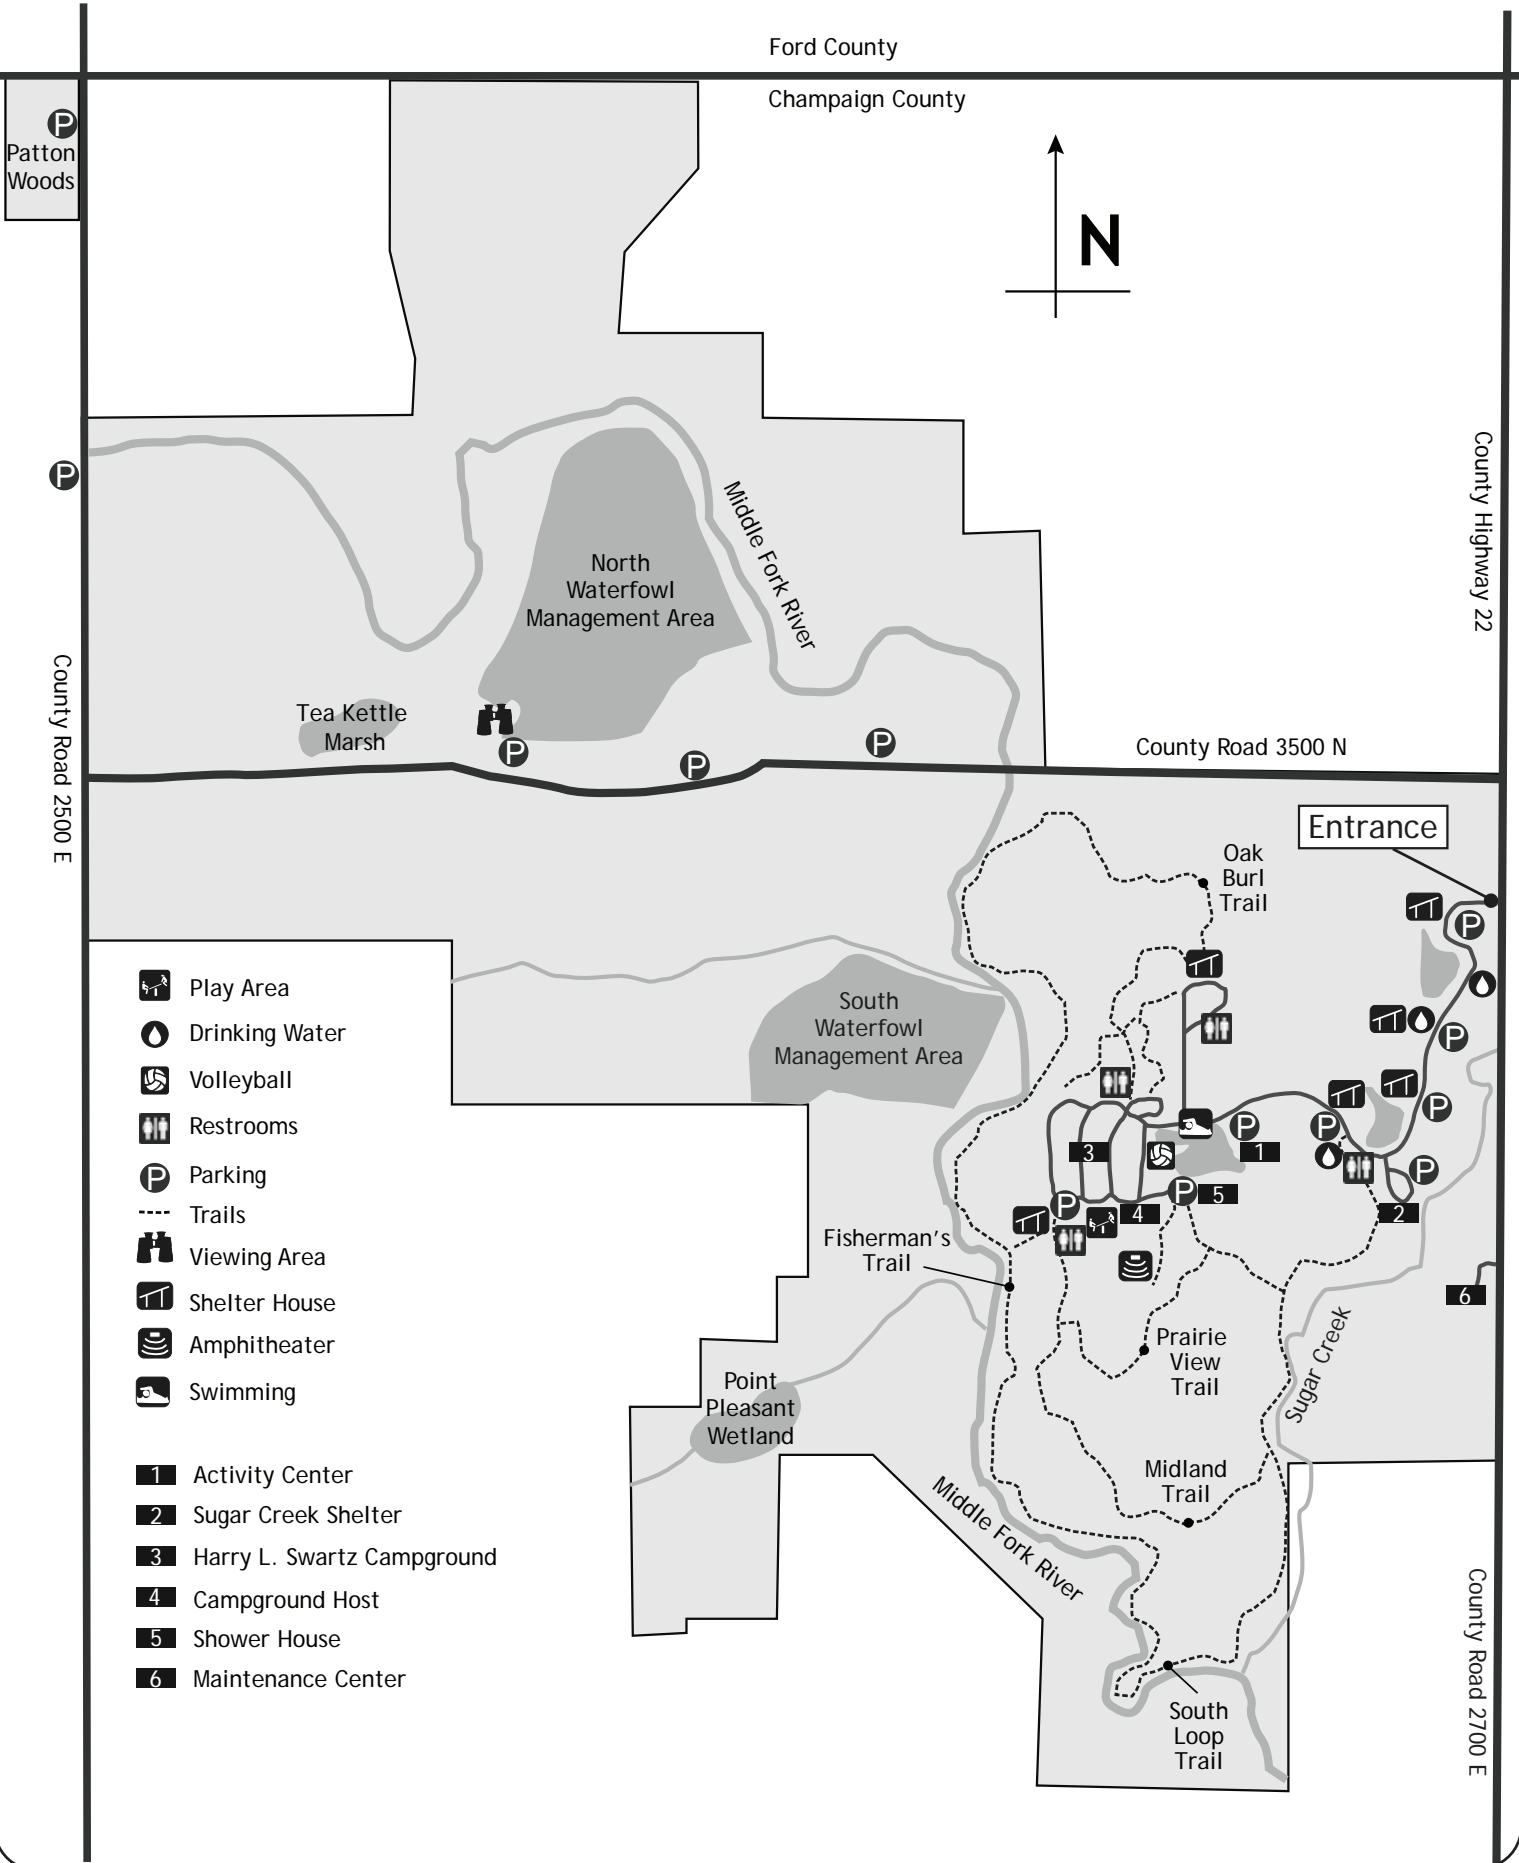 Ford County
Champaign County
P
Patton
Woods
N
P
County Highway 22
Middle Fork River
North
Waterfowl
Management Area
County Road 2500 E
Tea Kettle
Marsh
P
P
P
County Road 3500 N
Entrance
Oak
Burl
Trail
P
South
Waterfowl
Management Area
P
P
P
P
3
1
P
5
P
P
4
2
6
Fisherman's
Trail
Prairie
View
Trail
Sugar Creek
Point
Pleasant
Wetland
Midland
Trail
Middle Fork River
South
Loop
Trail
County Road 2700 E
Play Area
Drinking Water
Volleyball
Restrooms
P Parking
Trails
Viewing Area
Shelter House
Amphitheater
Swimming
1 Activity Center
2 Sugar Creek Shelter
3 Harry L. Swartz Campground
4 Campground Host
5 Shower House
6 Maintenance Center